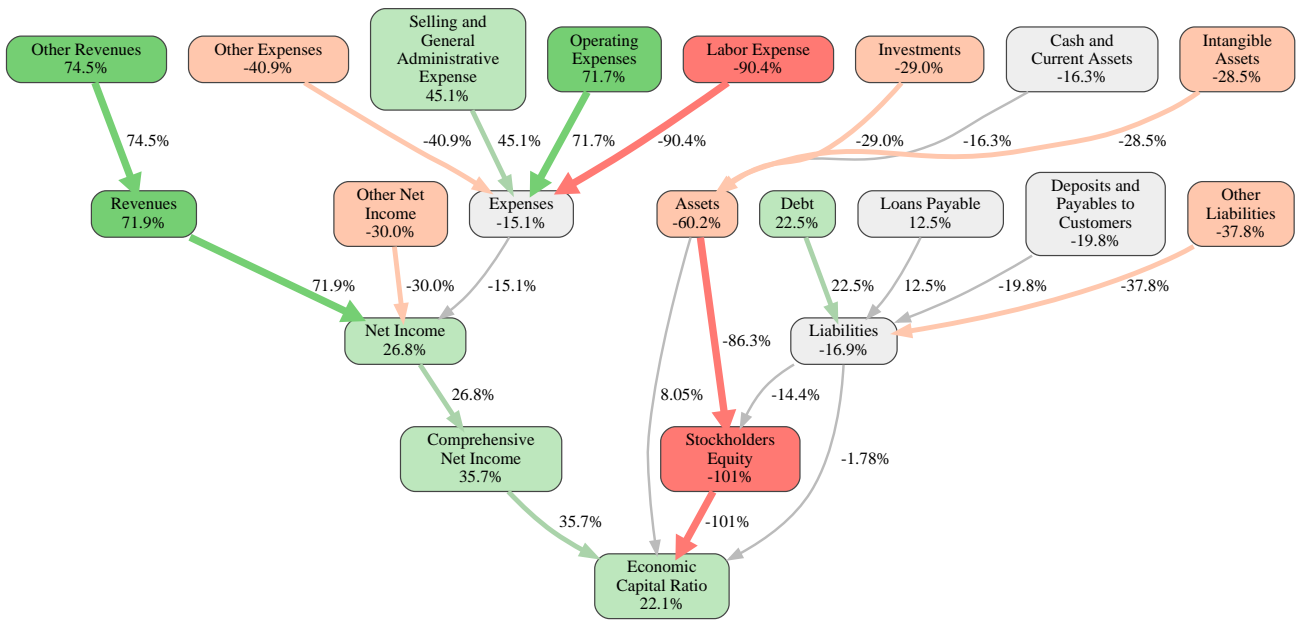 Other Revenues
74.5%
Other Expenses
-40.9%
Selling and
General
Administrative
Expense
45.1%
Operating
Expenses
71.7%
Labor Expense
-90.4%
Investments
-29.0%
Cash and
Current Assets
-16.3%
Intangible
Assets
-28.5%
74.5%
-40.9%
45.1%
71.7%
-90.4%
-29.0%
-16.3%
-28.5%
Revenues
71.9%
Other Net
Income
-30.0%
Expenses
-15.1%
Assets
-60.2%
Debt
22.5%
Loans Payable
12.5%
Deposits and
Payables to
Customers
-19.8%
Other
Liabilities
-37.8%
71.9%
-30.0%
-15.1%
22.5%
12.5%
-19.8%
-37.8%
Net Income
26.8%
-86.3%
Liabilities
-16.9%
26.8%
8.05%
-14.4%
Comprehensive
Net Income
35.7%
Stockholders
Equity
-101%
-1.78%
35.7%
-101%
Economic
Capital Ratio
22.1%